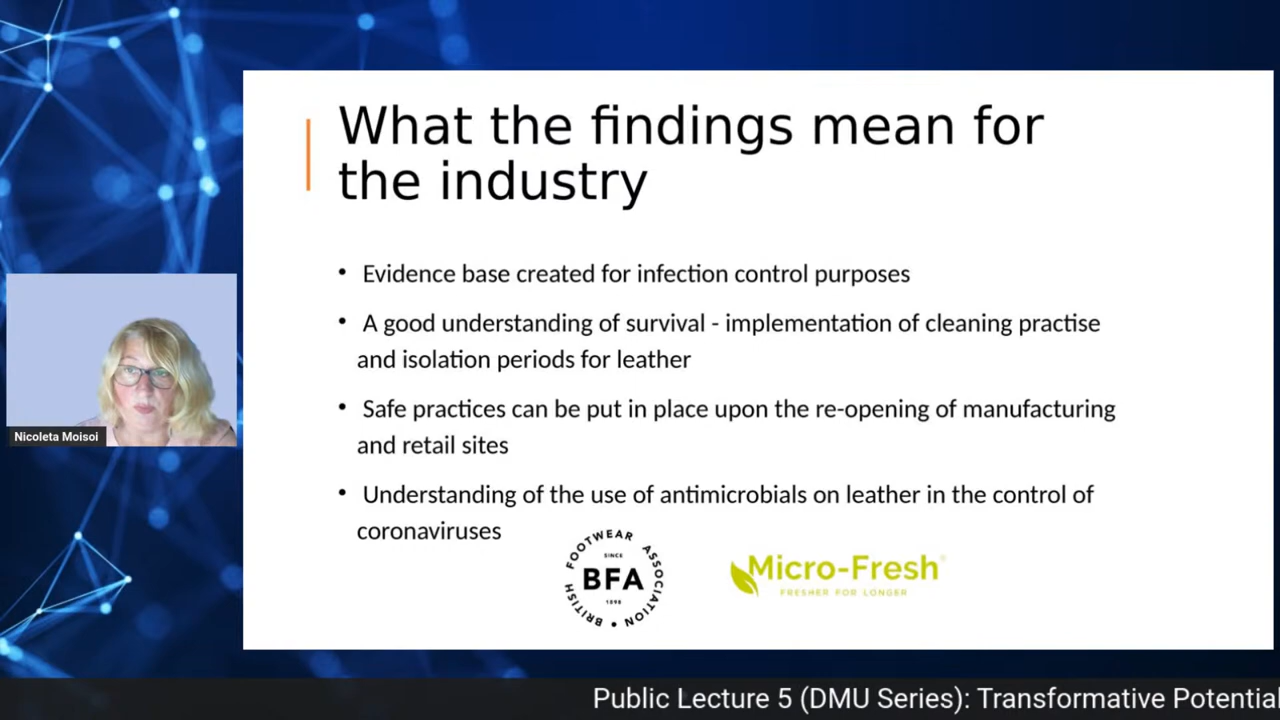 What the findings mean for
the industry
• Evidence base created for infection control purposes
• A good understanding of survival - implementation of cleaning practise
and isolation periods for leather
• Safe practices can be put in place upon the re-opening of manufacturing
and retail sites
• Understanding of the use of antimicrobials on leather in the control of
coronaviruses
Nicoleta Moisoi
BRITISH FOOTWEAR ASSOCIATION
SINCE
BFA
1898
Micro-Fresh®
FRESHER FOR LONGER
Public Lecture 5 (DMU Series): Transformative Potential